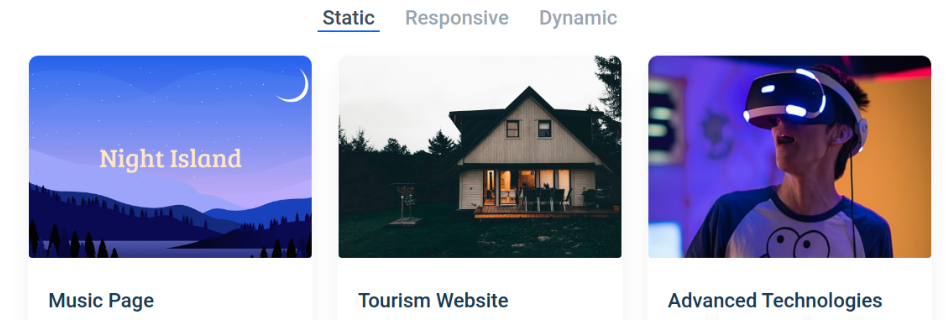 Static Responsive Dynamic
Night Island
Music Page Tourism Website Advanced Technologies